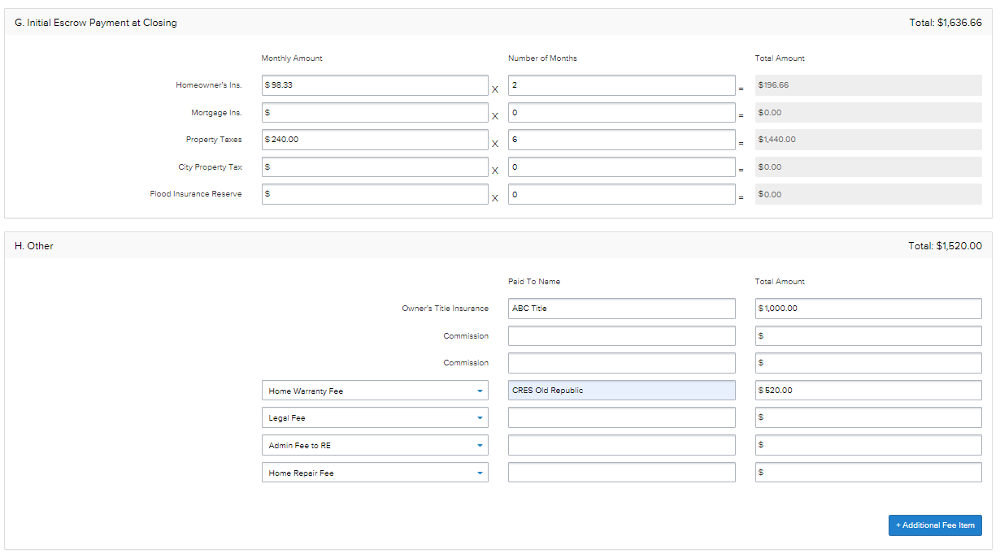 G. Initial Escrow Payment at Closing Total: $1,636.66
Monthly Amount Number of Months Total Amount
Homeowner's Ins. $ 98.33 X 2 = $196.66
Mortgage Ins. $ X 0 = $0.00
Property Taxes $ 240.00 X 6 = $1,440.00
City Property Tax $ X 0 = $0.00
Flood Insurance Reserve $ X 0 = $0.00
H. Other Total: $1,520.00
Paid To Name Total Amount
Owner's Title Insurance ABC Title $ 1,000.00
Commission $
Commission $
Home Warranty Fee CRES Old Republic $ 520.00
Legal Fee $
Admin Fee to RE $
Home Repair Fee $
+ Additional Fee Item